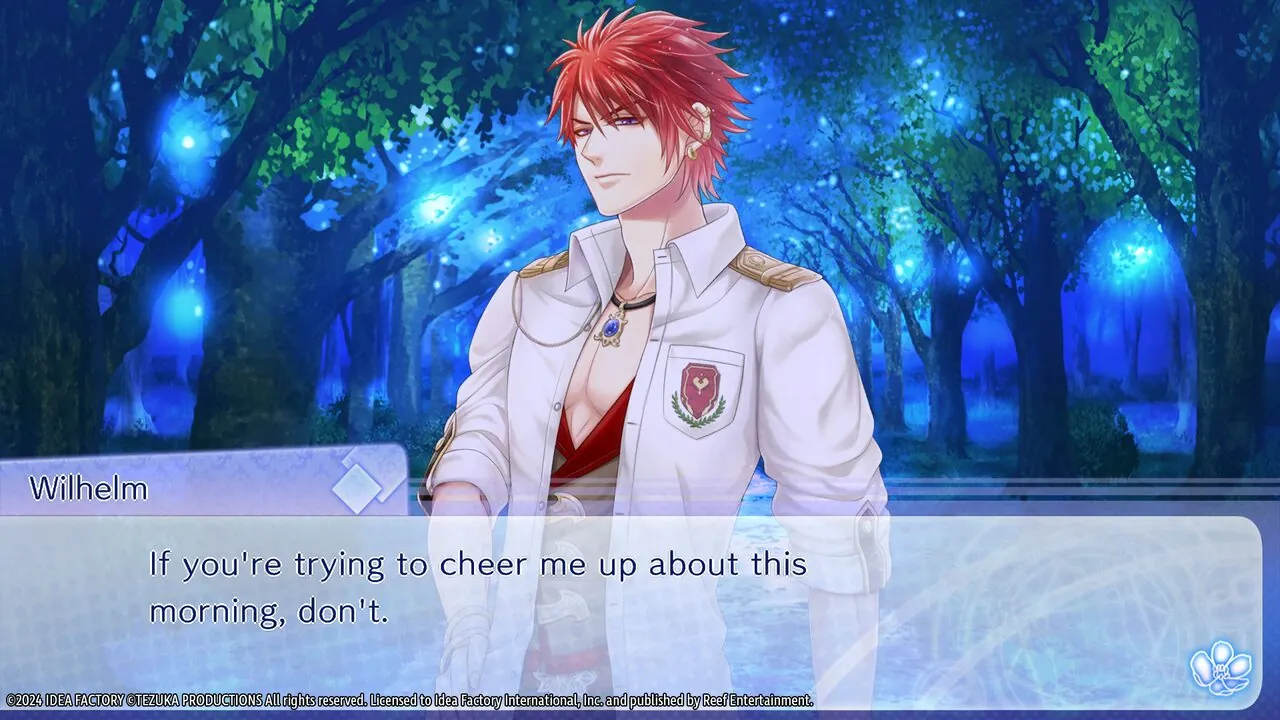 Wilhelm
If you're trying to cheer me up about this
morning, don't.
©2024 IDEA FACTORY ©TEZUKA PRODUCTIONS All rights reserved. Licensed to Idea Factory International, Inc. and published by Reef Entertainment.